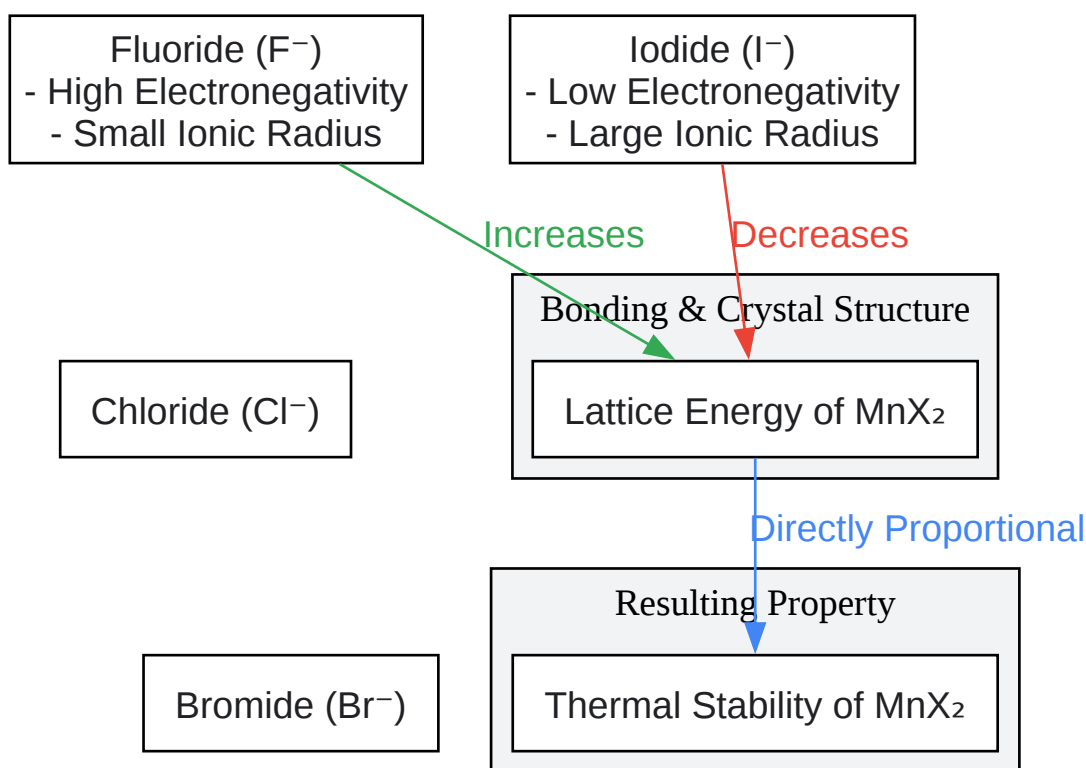 Fluoride (F⁻)
- High Electronegativity
- Small Ionic Radius
Iodide (I⁻)
- Low Electronegativity
- Large Ionic Radius
Increases
Decreases
Bonding & Crystal Structure
Chloride (Cl⁻)
Lattice Energy of MnX₂
Directly Proportional
Resulting Property
Bromide (Br⁻)
Thermal Stability of MnX₂